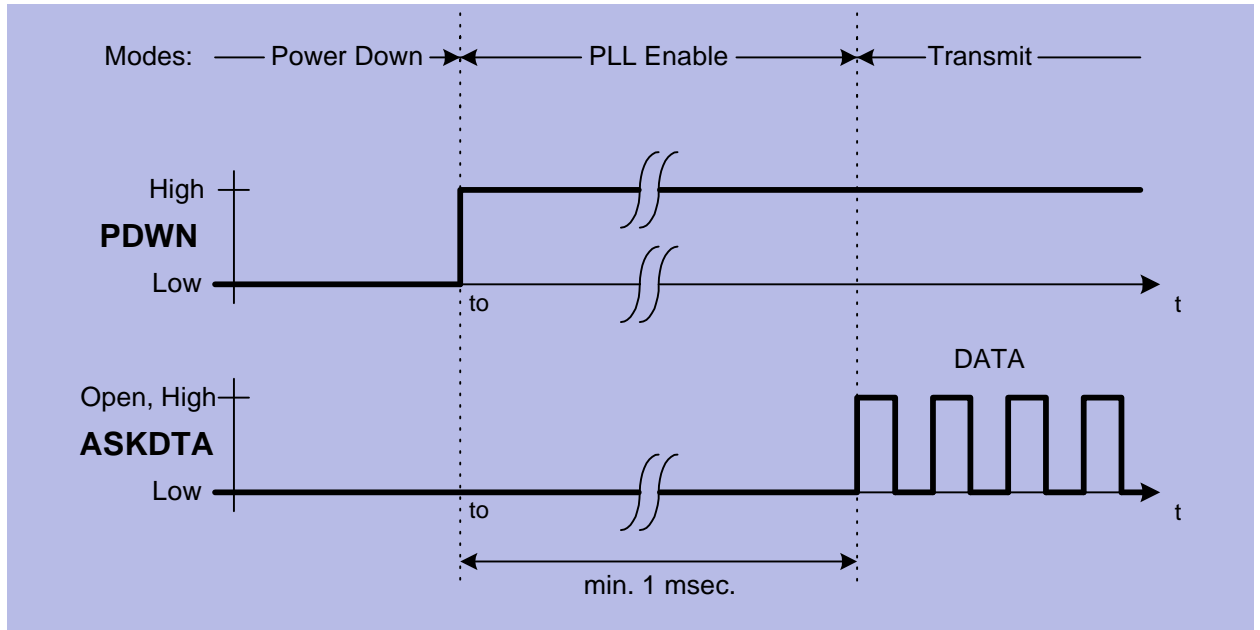 Modes: Power Down PLL Enable Transmit
High
PDWN
Low
to
t
DATA
Open, High
ASKDTA
Low
to
t
min. 1 msec.